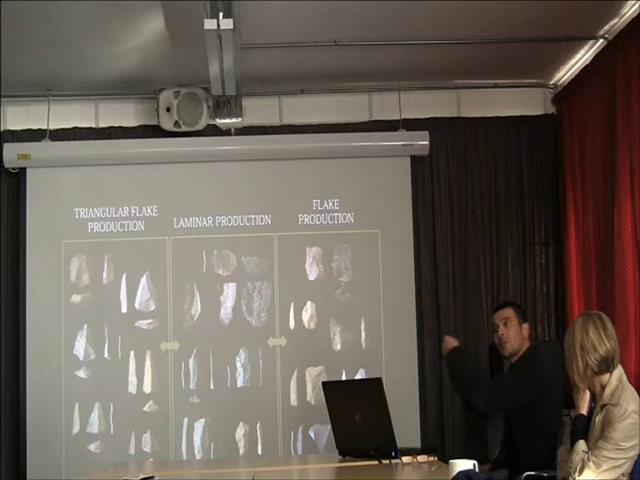 TRIANGULAR FLAKE
PRODUCTION
LAMINAR PRODUCTION
FLAKE
PRODUCTION